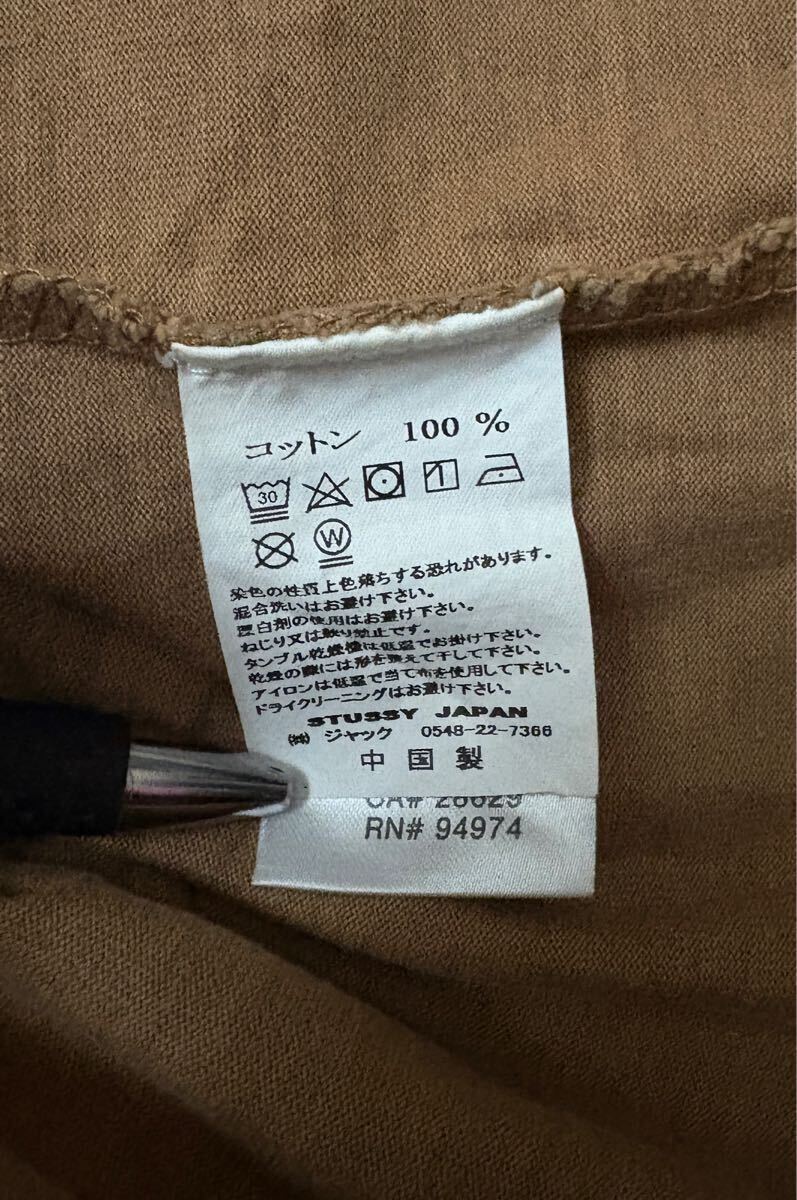 コットン 100 %
30
W
染色の性質上色落ちする恐れがあります。
混合洗いはお避け下さい。
漂白剤の使用はお避け下さい。
ねじり又は絞り防止です。
タンブル乾燥機は低温でお掛け下さい。
乾燥の際には形を整えて干して下さい。
アイロンは低温で当て布を使用して下さい。
ドライクリーニングはお避け下さい。
STUSSY JAPAN
㈱ ジャック 0548-22-7366
中国製
CA# 28629
RN# 94974